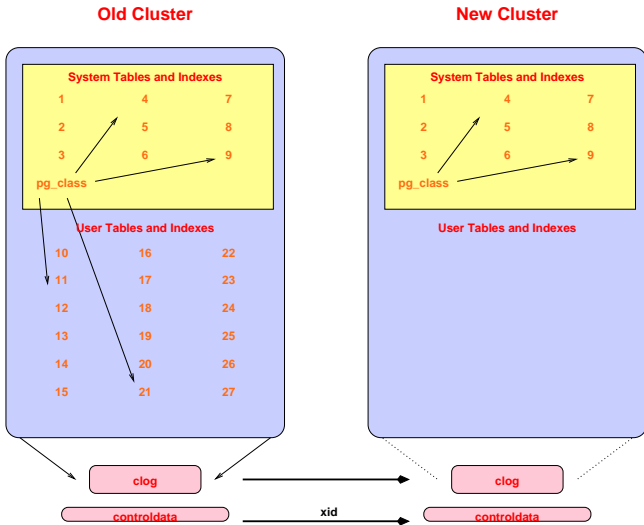 Old Cluster
System Tables and Indexes
1 4 7
2 5 8
3 6 9
pg_class
User Tables and Indexes
10 16 22
11 17 23
12 18 24
13 19 25
14 20 26
15 21 27
clog
controldata
xid
New Cluster
System Tables and Indexes
1 4 7
2 5 8
3 6 9
pg_class
User Tables and Indexes
clog
controldata